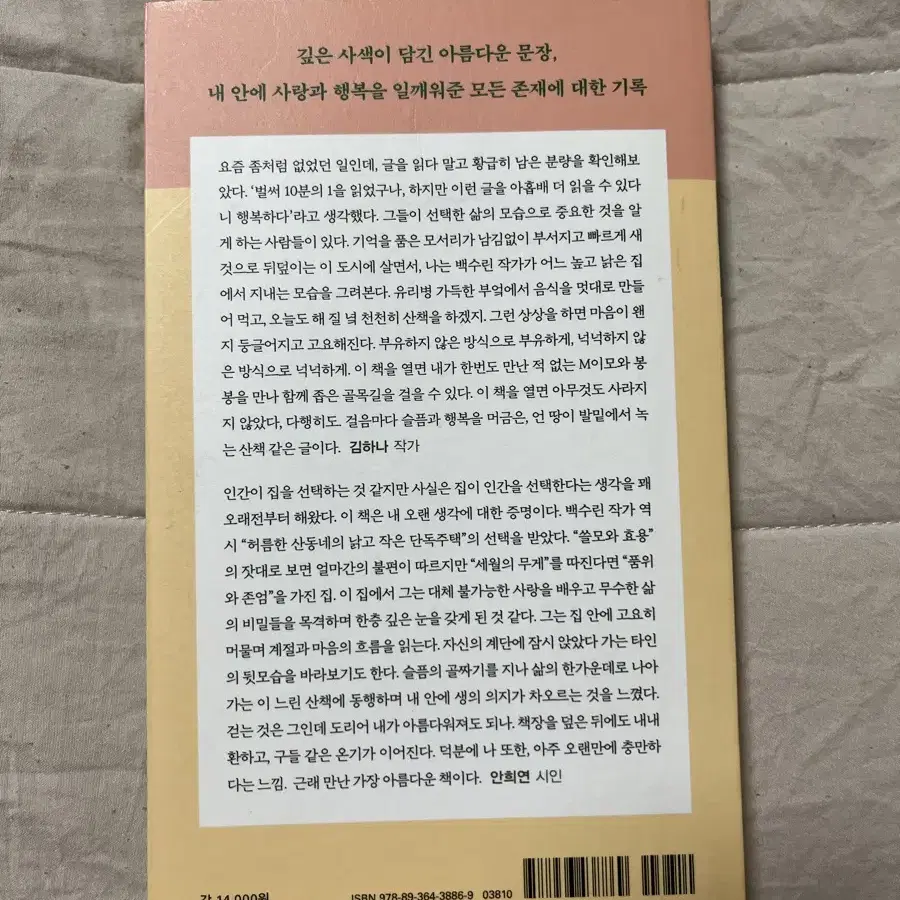 깊은 사색이 담긴 아름다운 문장,
내 안에 사랑과 행복을 일깨워준 모든 존재에 대한 기록
요즘 좀처럼 없었던 일인데, 글을 읽다 말고 황급히 남은 분량을 확인해보
았다. ‘벌써 10분의 1을 읽었구나, 하지만 이런 글을 아홉배 더 읽을 수 있다
니 행복하다’라고 생각했다. 그들이 선택한 삶의 모습으로 중요한 것을 알
게 하는 사람들이 있다. 기억을 품은 모서리가 남김없이 부서지고 빠르게 새
것으로 뒤덮이는 이 도시에 살면서, 나는 백수린 작가가 어느 높고 낡은 집
에서 지내는 모습을 그려본다. 유리병 가득한 부엌에서 음식을 멋대로 만들
어 먹고, 오늘도 해 질 녘 천천히 산책을 하겠지. 그런 상상을 하면 마음이 왠
지 둥글어지고 고요해진다. 부유하지 않은 방식으로 부유하게, 넉넉하지 않
은 방식으로 넉넉하게. 이 책을 열면 내가 한번도 만난 적 없는 M이모와 봉
봉을 만나 함께 좁은 골목길을 걸을 수 있다. 이 책을 열면 아무것도 사라지
지 않았다, 다행히도. 걸음마다 슬픔과 행복을 머금은, 언 땅이 발밑에서 녹
는 산책 같은 글이다. 김하나 작가
인간이 집을 선택하는 것 같지만 사실은 집이 인간을 선택한다는 생각을 꽤
오래전부터 해왔다. 이 책은 내 오랜 생각에 대한 증명이다. 백수린 작가 역
시 “허름한 산동네의 낡고 작은 단독주택”의 선택을 받았다. “쓸모와 효용”
의 잣대로 보면 얼마간의 불편이 따르지만 “세월의 무게”를 따진다면 “품위
와 존엄”을 가진 집. 이 집에서 그는 대체 불가능한 사랑을 배우고 무수한 삶
의 비밀들을 목격하며 한층 깊은 눈을 갖게 된 것 같다. 그는 집 안에 고요히
머물며 계절과 마음의 흐름을 읽는다. 자신의 계단에 잠시 앉았다 가는 타인
의 뒷모습을 바라보기도 한다. 슬픔의 골짜기를 지나 삶의 한가운데로 나아
가는 이 느린 산책에 동행하며 내 안에 생의 의지가 차오르는 것을 느꼈다.
걷는 것은 그인데 도리어 내가 아름다워져도 되나. 책장을 덮은 뒤에도 내내
환하고, 구들 같은 온기가 이어진다. 덕분에 나 또한, 아주 오랜만에 충만하
다는 느낌. 근래 만난 가장 아름다운 책이다. 안희연 시인
값 14,000원
ISBN 978-89-364-3886-9 03810